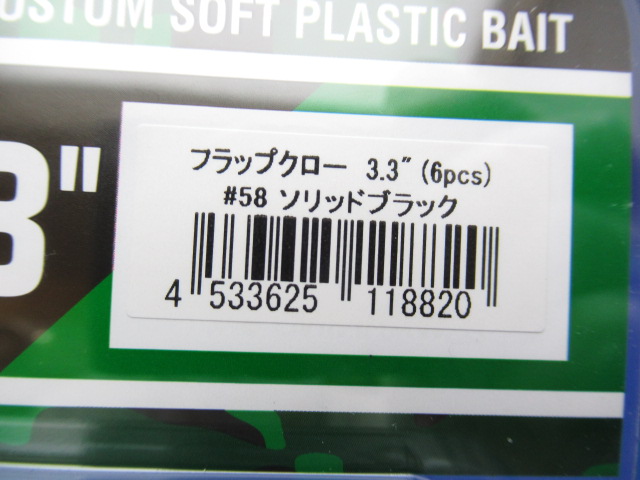 CUSTOM SOFT PLASTIC BAIT
3"
フラップクロー 3.3" (6pcs)
#58 ソリッドブラック
4 533625 118820